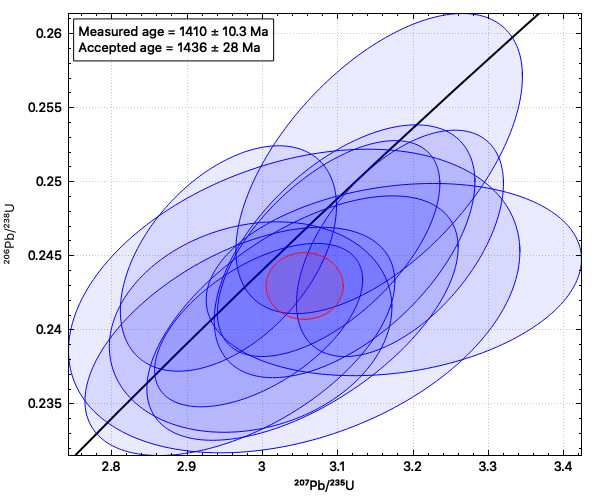 Measured age = 1410 ± 10.3 Ma
Accepted age = 1436 ± 28 Ma
0.26
0.255
0.25
0.245
0.24
0.235
²⁰⁶Pb/²³⁸U
2.8 2.9 3 3.1 3.2 3.3 3.4
²⁰⁷Pb/²³⁵U